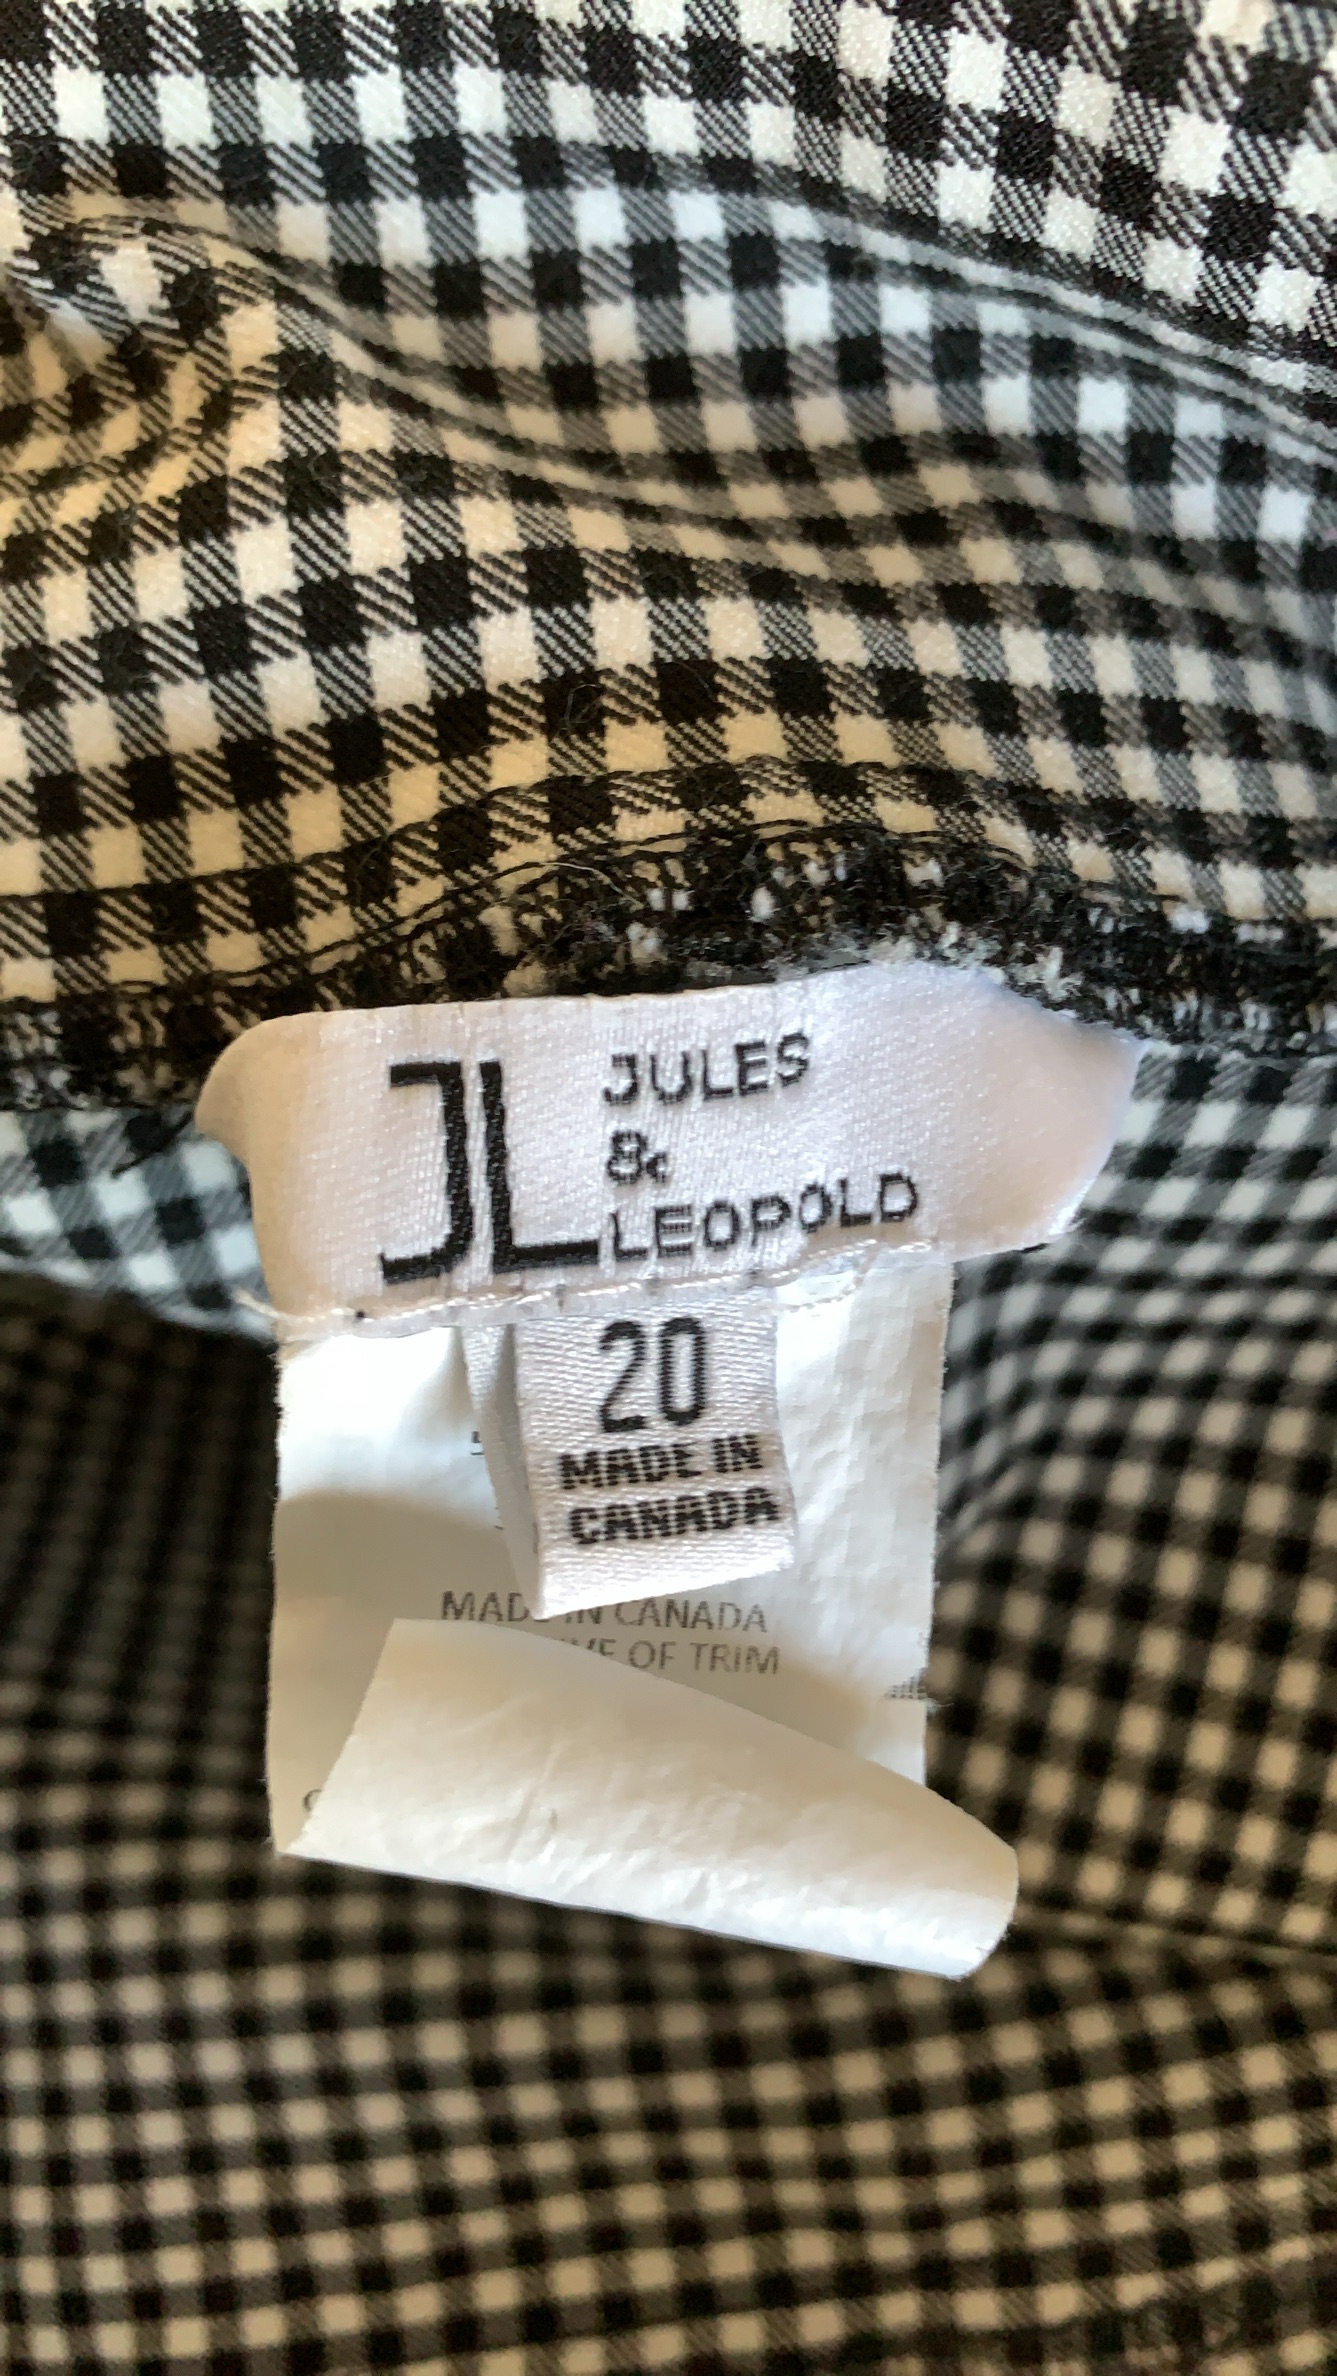 JL
JULES
&
LEOPOLD
20
MADE IN
CANADA
MADE IN CANADA
OF TRIM